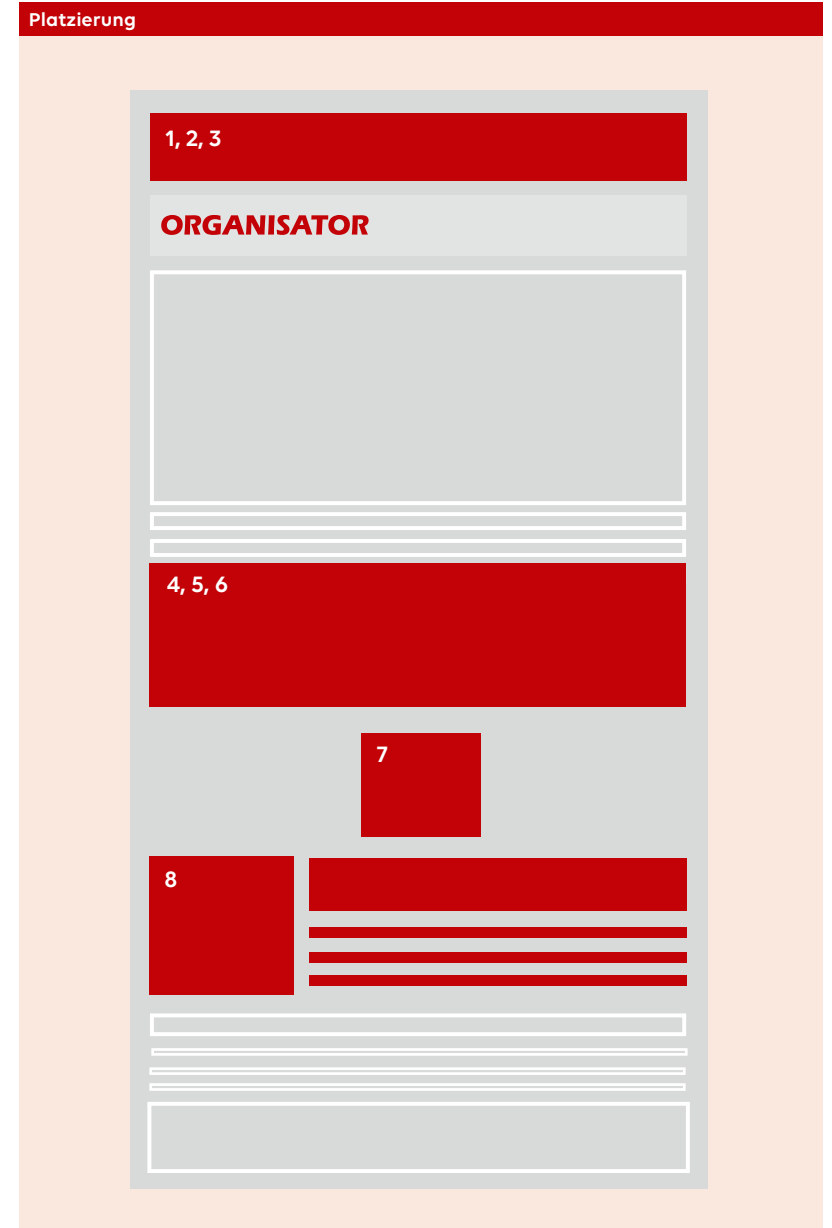 Platzierung
1, 2, 3
ORGANISATOR
4, 5, 6
7
8